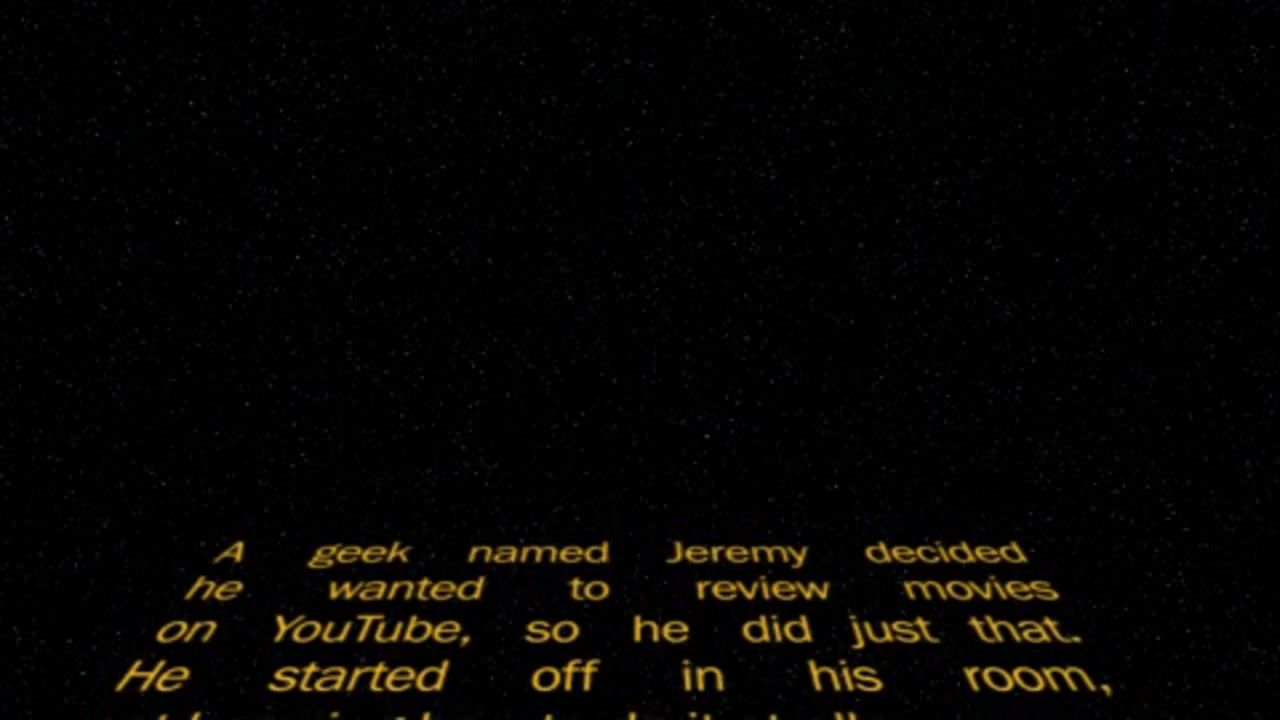 A geek named Jeremy decided
he wanted to review movies
on YouTube, so he did just that.
He started off in his room,